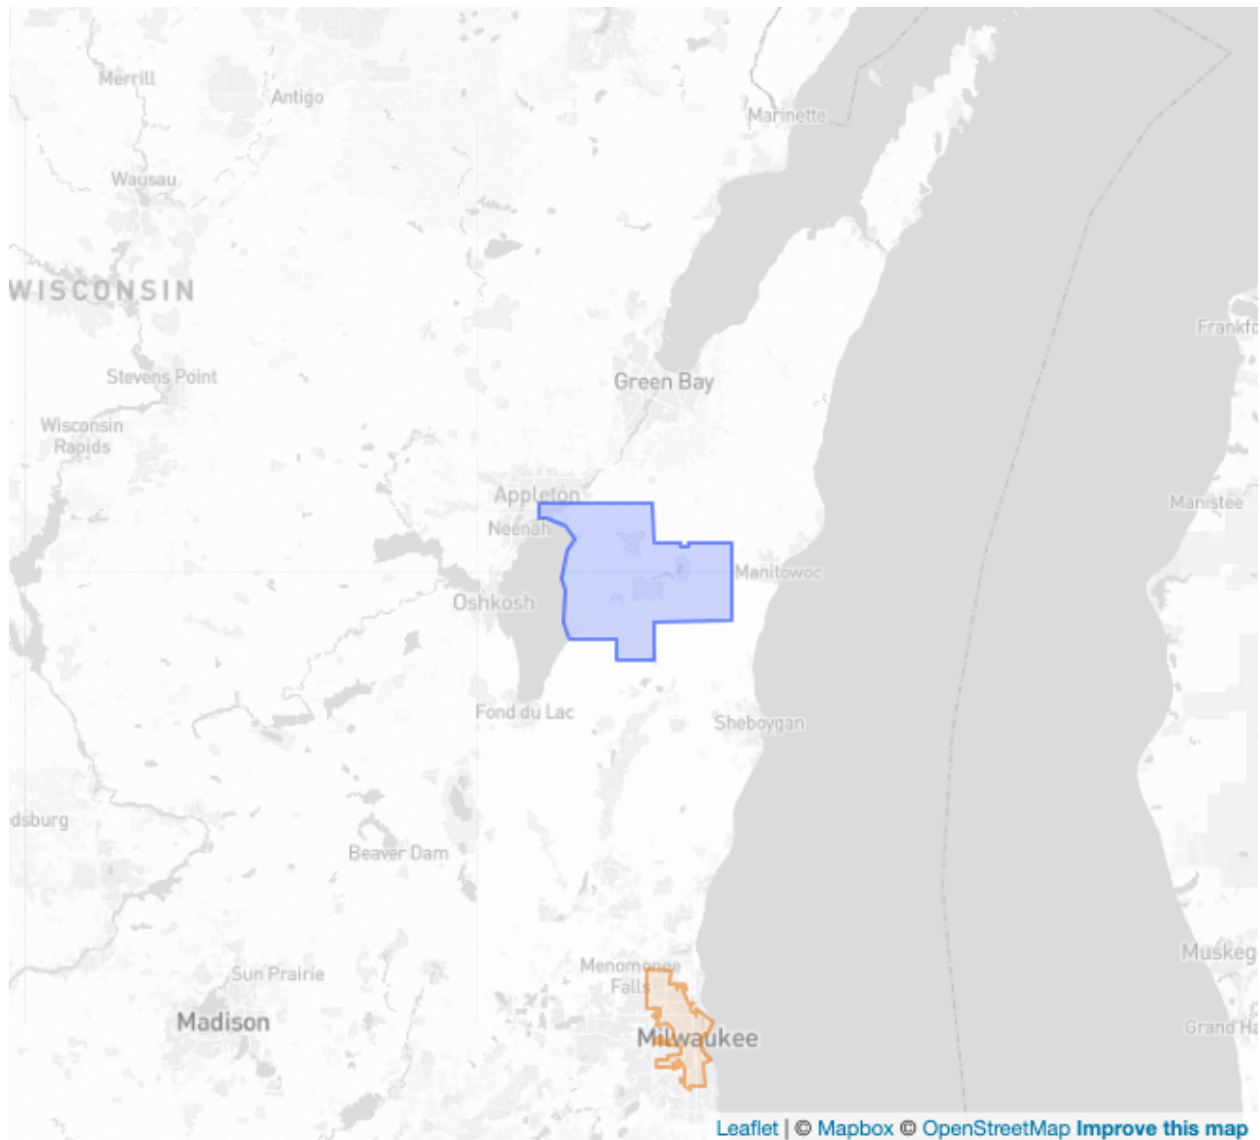 Merrill
Antigo
Marinette
Wausau
WISCONSIN
Frankfo
Stevens Point
Green Bay
Wisconsin
Rapids
Appleton
Manistee
Neenah
Manitowoc
Oshkosh
Fond du Lac
Sheboygan
dsburg
Beaver Dam
Muskeg
Menomonee
Falls
Sun Prairie
Madison
Grand Ha
Milwaukee
Leaflet | © Mapbox © OpenStreetMap Improve this map